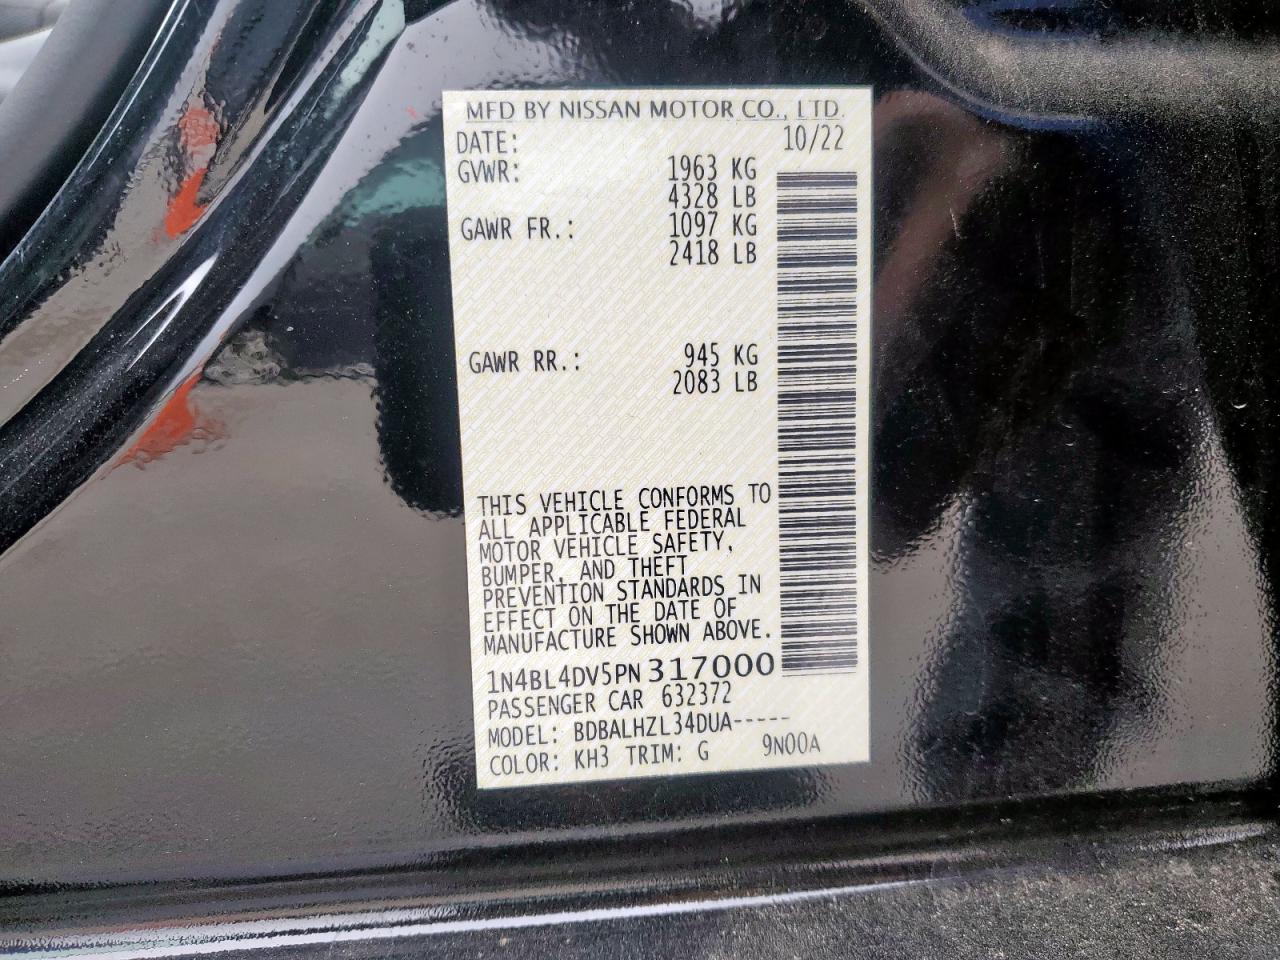 MFD BY NISSAN MOTOR CO., LTD.
DATE: 10/22
GVWR: 1963 KG
4328 LB
GAWR FR.: 1097 KG
2418 LB
GAWR RR.: 945 KG
2083 LB
THIS VEHICLE CONFORMS TO
ALL APPLICABLE FEDERAL
MOTOR VEHICLE SAFETY,
BUMPER, AND THEFT
PREVENTION STANDARDS IN
EFFECT ON THE DATE OF
MANUFACTURE SHOWN ABOVE.
1N4BL4DV5PN317000
PASSENGER CAR 632372
MODEL: BDBALHZL34DUA-----
COLOR: KH3 TRIM: G 9N00A